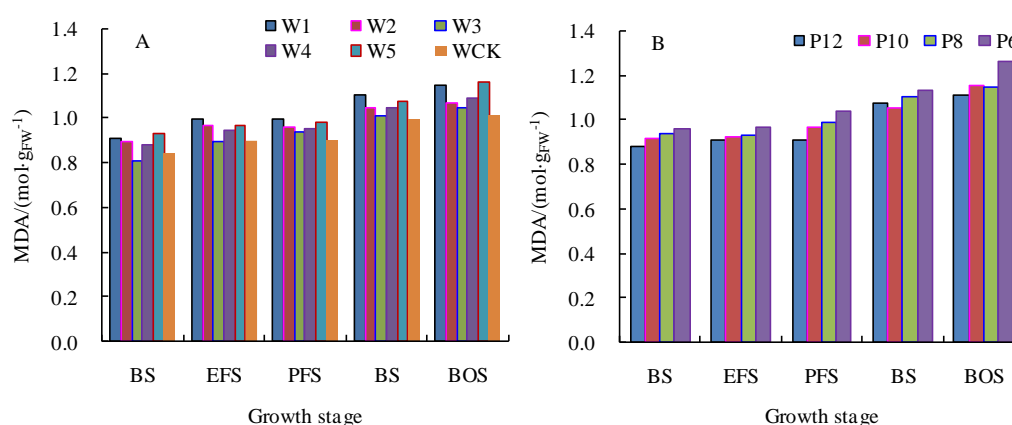 A
W1 W2 W3
W4 W5 WCK
1.4
1.2
1.0
0.8
0.6
0.4
0.2
0.0
MDA/(mol·gFW⁻¹)
BS EFS PFS BS BOS
Growth stage
B
P12 P10 P8 P6
1.4
1.2
1.0
0.8
0.6
0.4
0.2
0.0
MDA/(mol·gFW⁻¹)
BS EFS PFS BS BOS
Growth stage